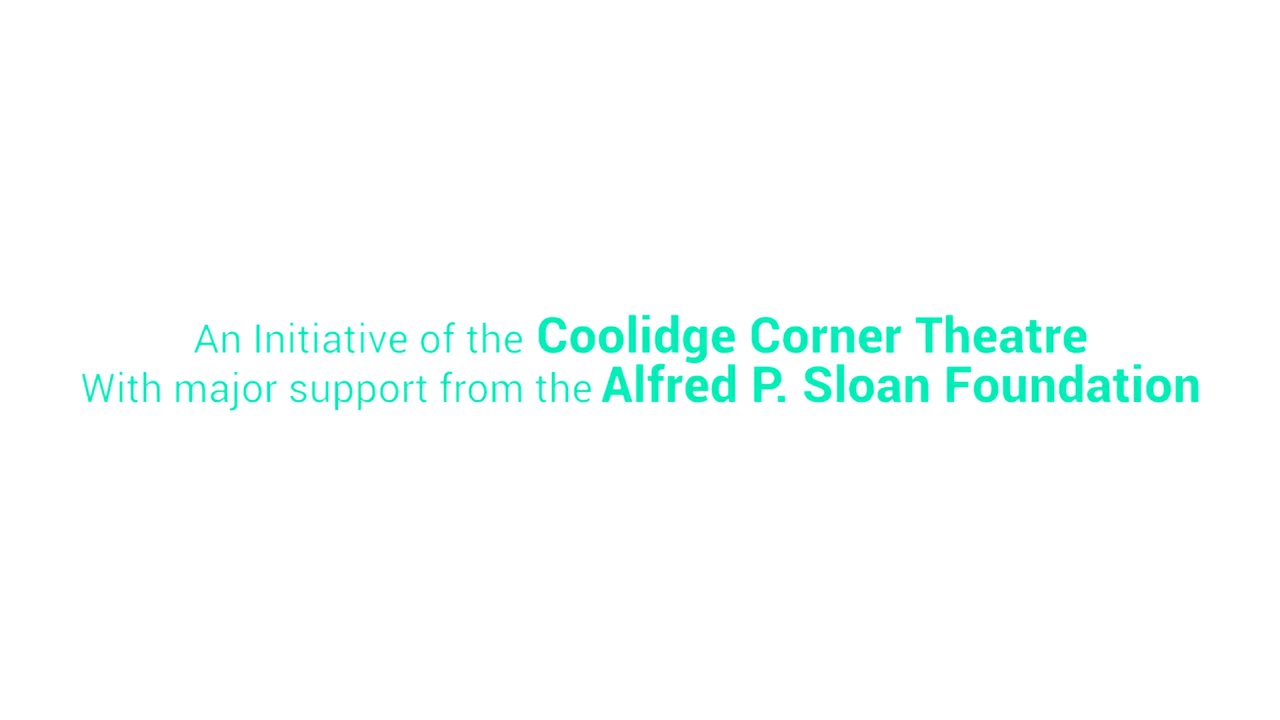 An Initiative of the Coolidge Corner Theatre
With major support from the Alfred P. Sloan Foundation